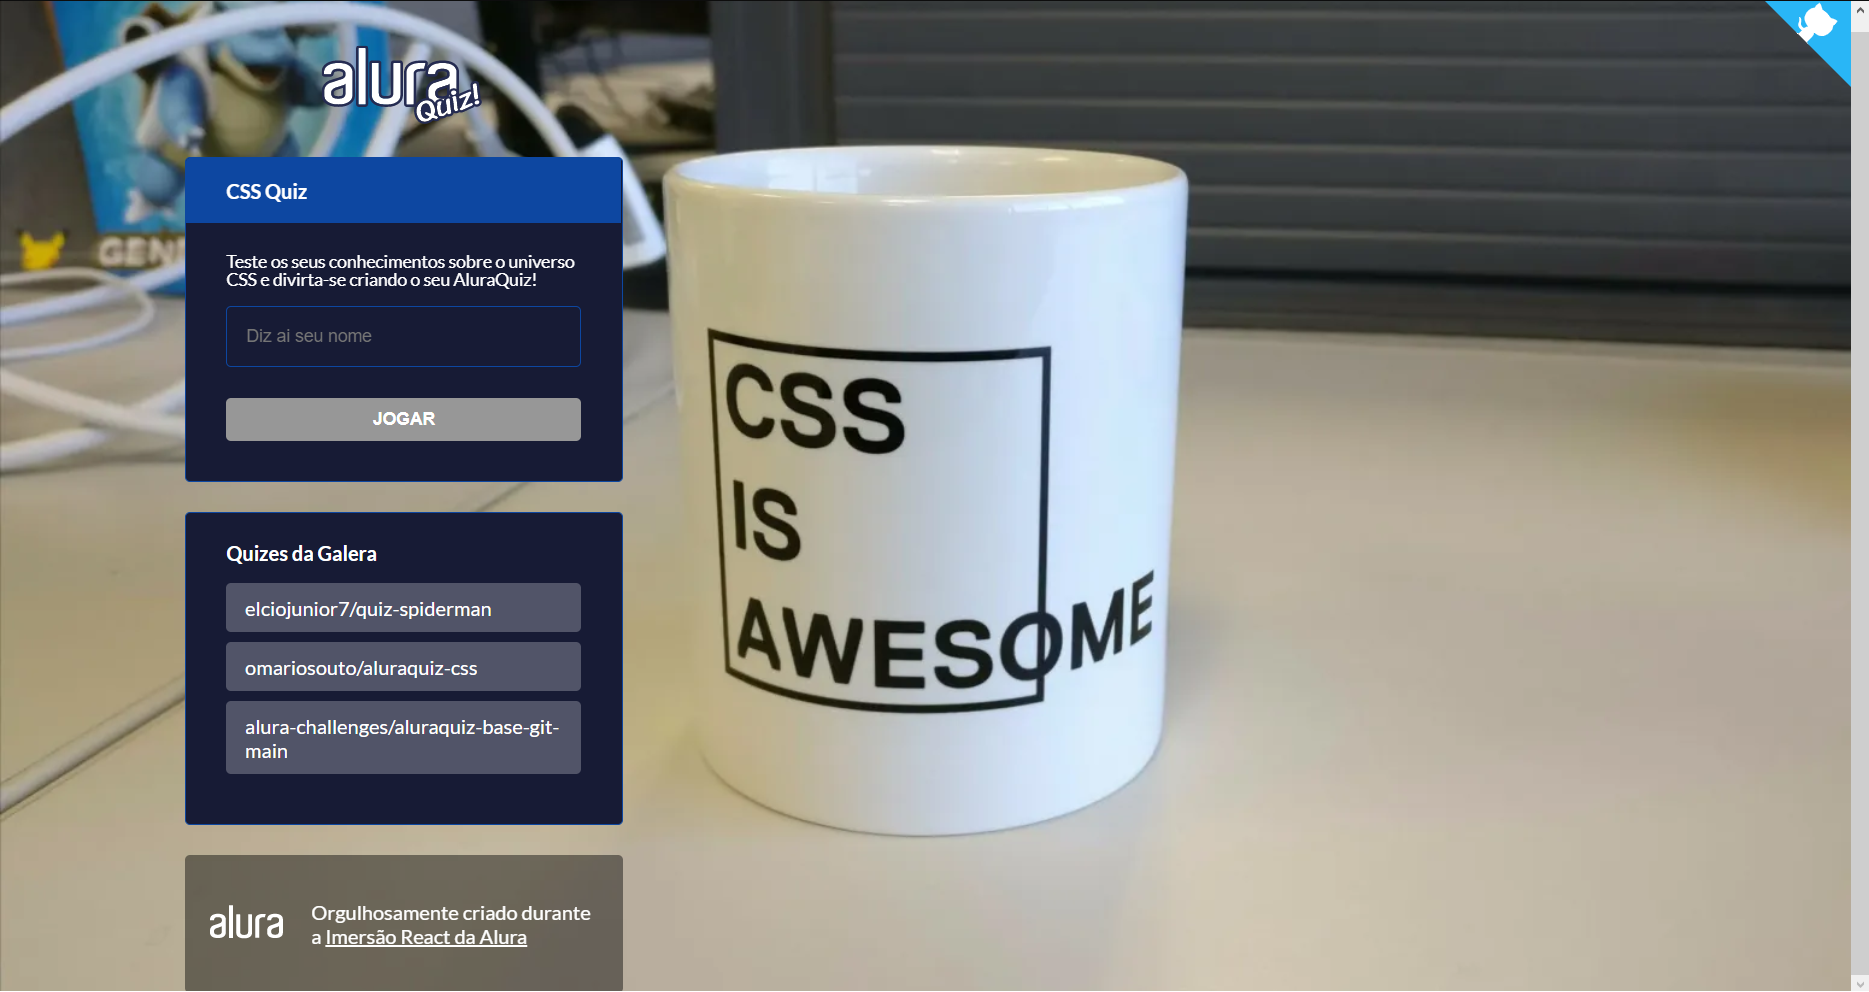 alura
Quiz!
CSS Quiz
Teste os seus conhecimentos sobre o universo
CSS e divirta-se criando o seu AluraQuiz!
Diz ai seu nome
JOGAR
Quizes da Galera
elciojunior7/quiz-spiderman
omariosouto/aluraquiz-css
alura-challenges/aluraquiz-base-git-
main
alura
Orgulhosamente criado durante
a Imersão React da Alura
CSS
IS
AWESOME